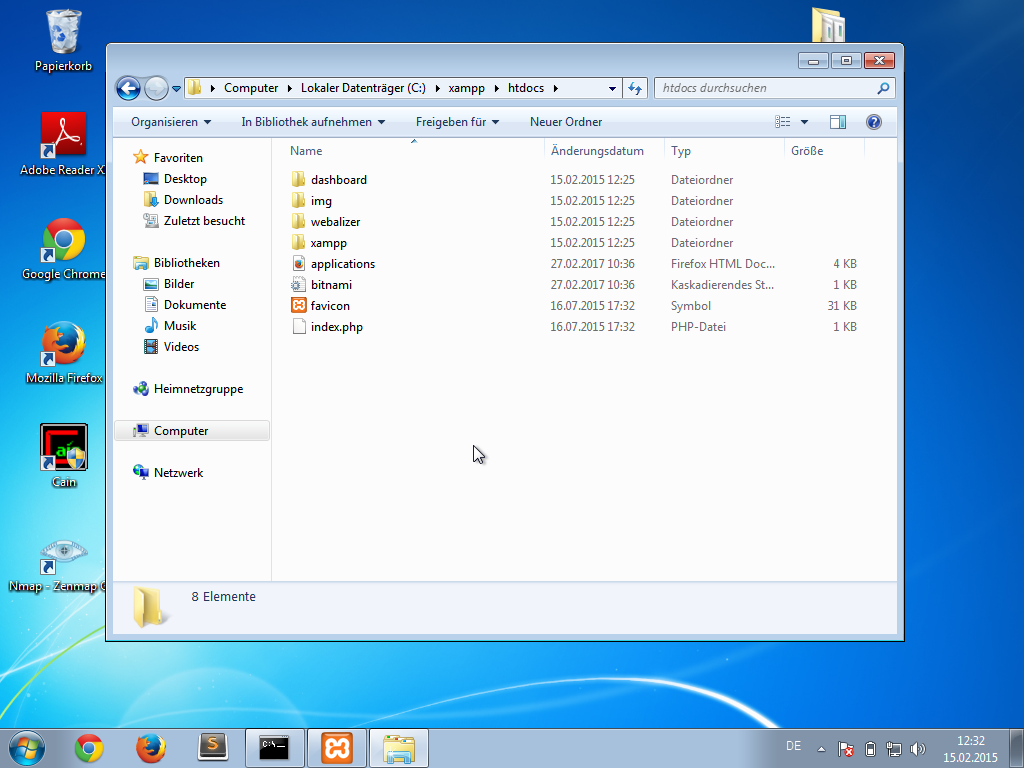 Papierkorb
Adobe Reader X
Google Chrome
Mozilla Firefox
Cain
Nmap - Zenmap
Computer Lokaler Datenträger (C:) xampp htdocs
htdocs durchsuchen
Organisieren In Bibliothek aufnehmen Freigeben für Neuer Ordner
Favoriten
Desktop
Downloads
Zuletzt besucht
Bibliotheken
Bilder
Dokumente
Musik
Videos
Heimnetzgruppe
Computer
Netzwerk
Name Änderungsdatum Typ Größe
dashboard 15.02.2015 12:25 Dateiordner
img 15.02.2015 12:25 Dateiordner
webalizer 15.02.2015 12:25 Dateiordner
xampp 15.02.2015 12:25 Dateiordner
applications 27.02.2017 10:36 Firefox HTML Doc... 4 KB
bitnami 27.02.2017 10:36 Kaskadierendes St... 1 KB
favicon 16.07.2015 17:32 Symbol 31 KB
index.php 16.07.2015 17:32 PHP-Datei 1 KB
8 Elemente
C:\.
DE
12:32
15.02.2015